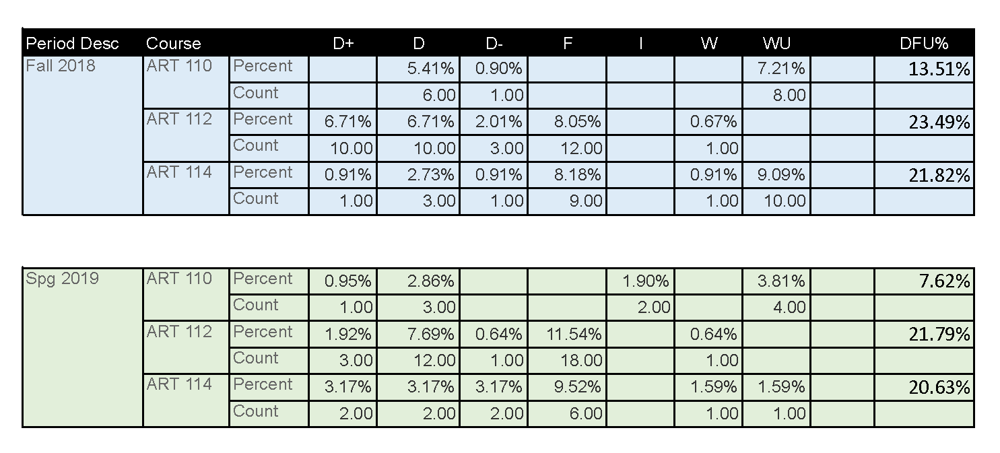 Period Desc Course D+ D D- F I W WU DFU%
Fall 2018 ART 110 Percent 5.41% 0.90% 7.21% 13.51%
Count 6.00 1.00 8.00
ART 112 Percent 6.71% 6.71% 2.01% 8.05% 0.67% 23.49%
Count 10.00 10.00 3.00 12.00 1.00
ART 114 Percent 0.91% 2.73% 0.91% 8.18% 0.91% 9.09% 21.82%
Count 1.00 3.00 1.00 9.00 1.00 10.00
Spg 2019 ART 110 Percent 0.95% 2.86% 1.90% 3.81% 7.62%
Count 1.00 3.00 2.00 4.00
ART 112 Percent 1.92% 7.69% 0.64% 11.54% 0.64% 21.79%
Count 3.00 12.00 1.00 18.00 1.00
ART 114 Percent 3.17% 3.17% 3.17% 9.52% 1.59% 1.59% 20.63%
Count 2.00 2.00 2.00 6.00 1.00 1.00